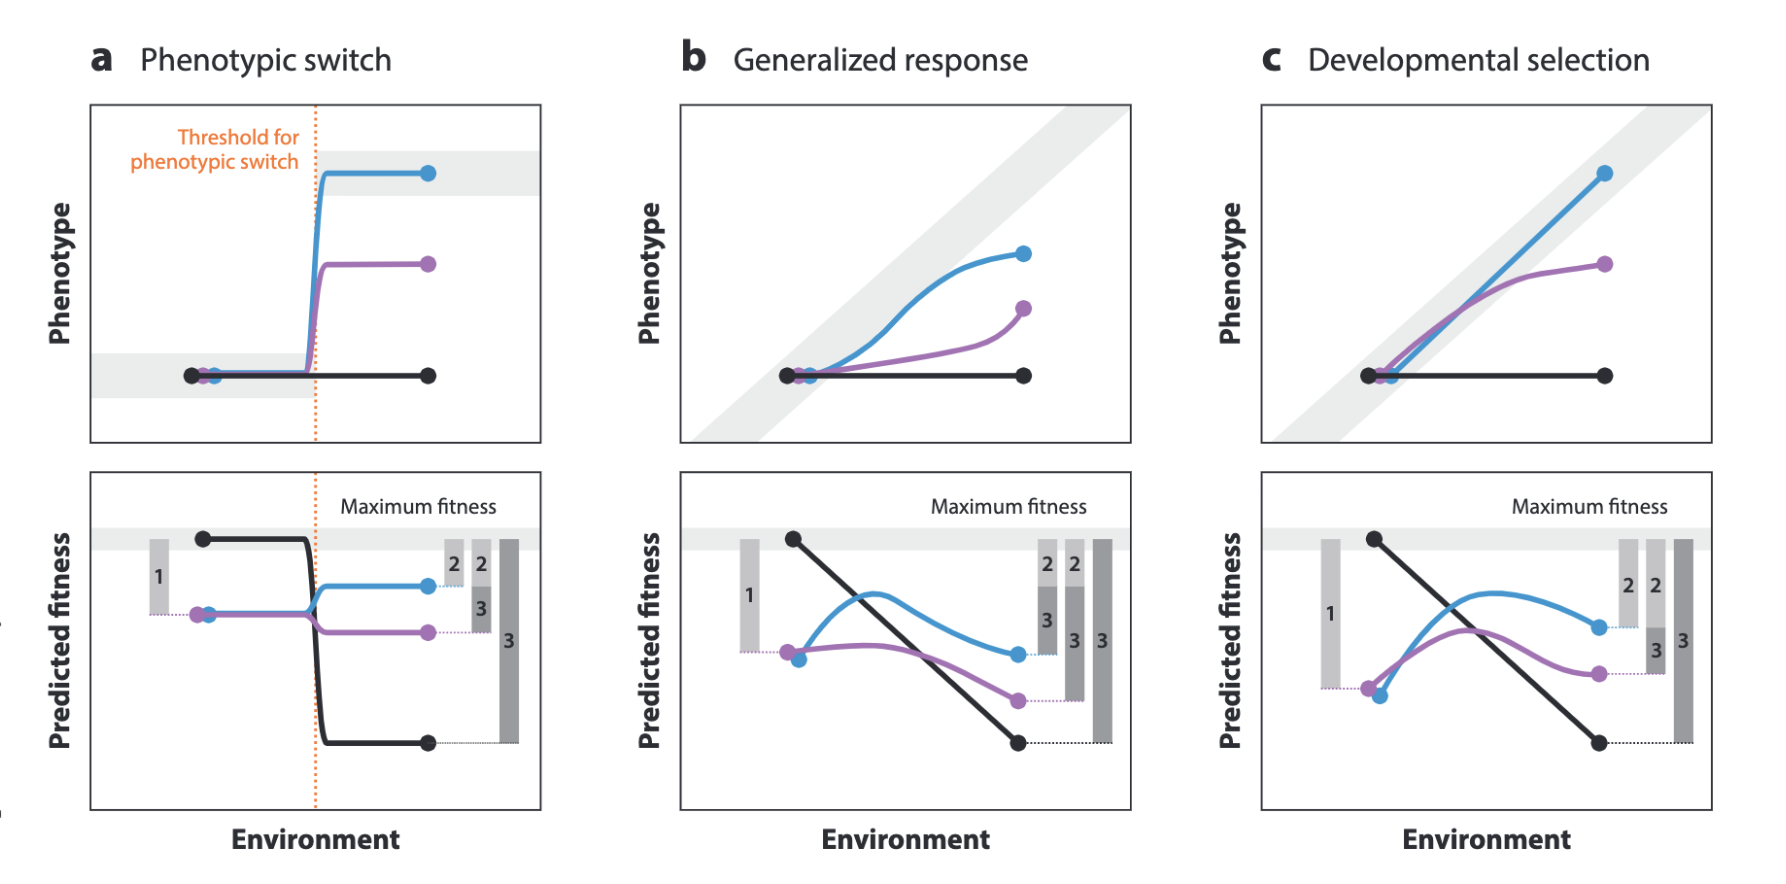 a Phenotypic switch
Threshold for
phenotypic switch
Phenotype
Maximum fitness
1
2
2
3
3
Predicted fitness
Environment
b Generalized response
Phenotype
Maximum fitness
1
2
2
3
3
3
Predicted fitness
Environment
c Developmental selection
Phenotype
Maximum fitness
1
2
2
3
3
Predicted fitness
Environment